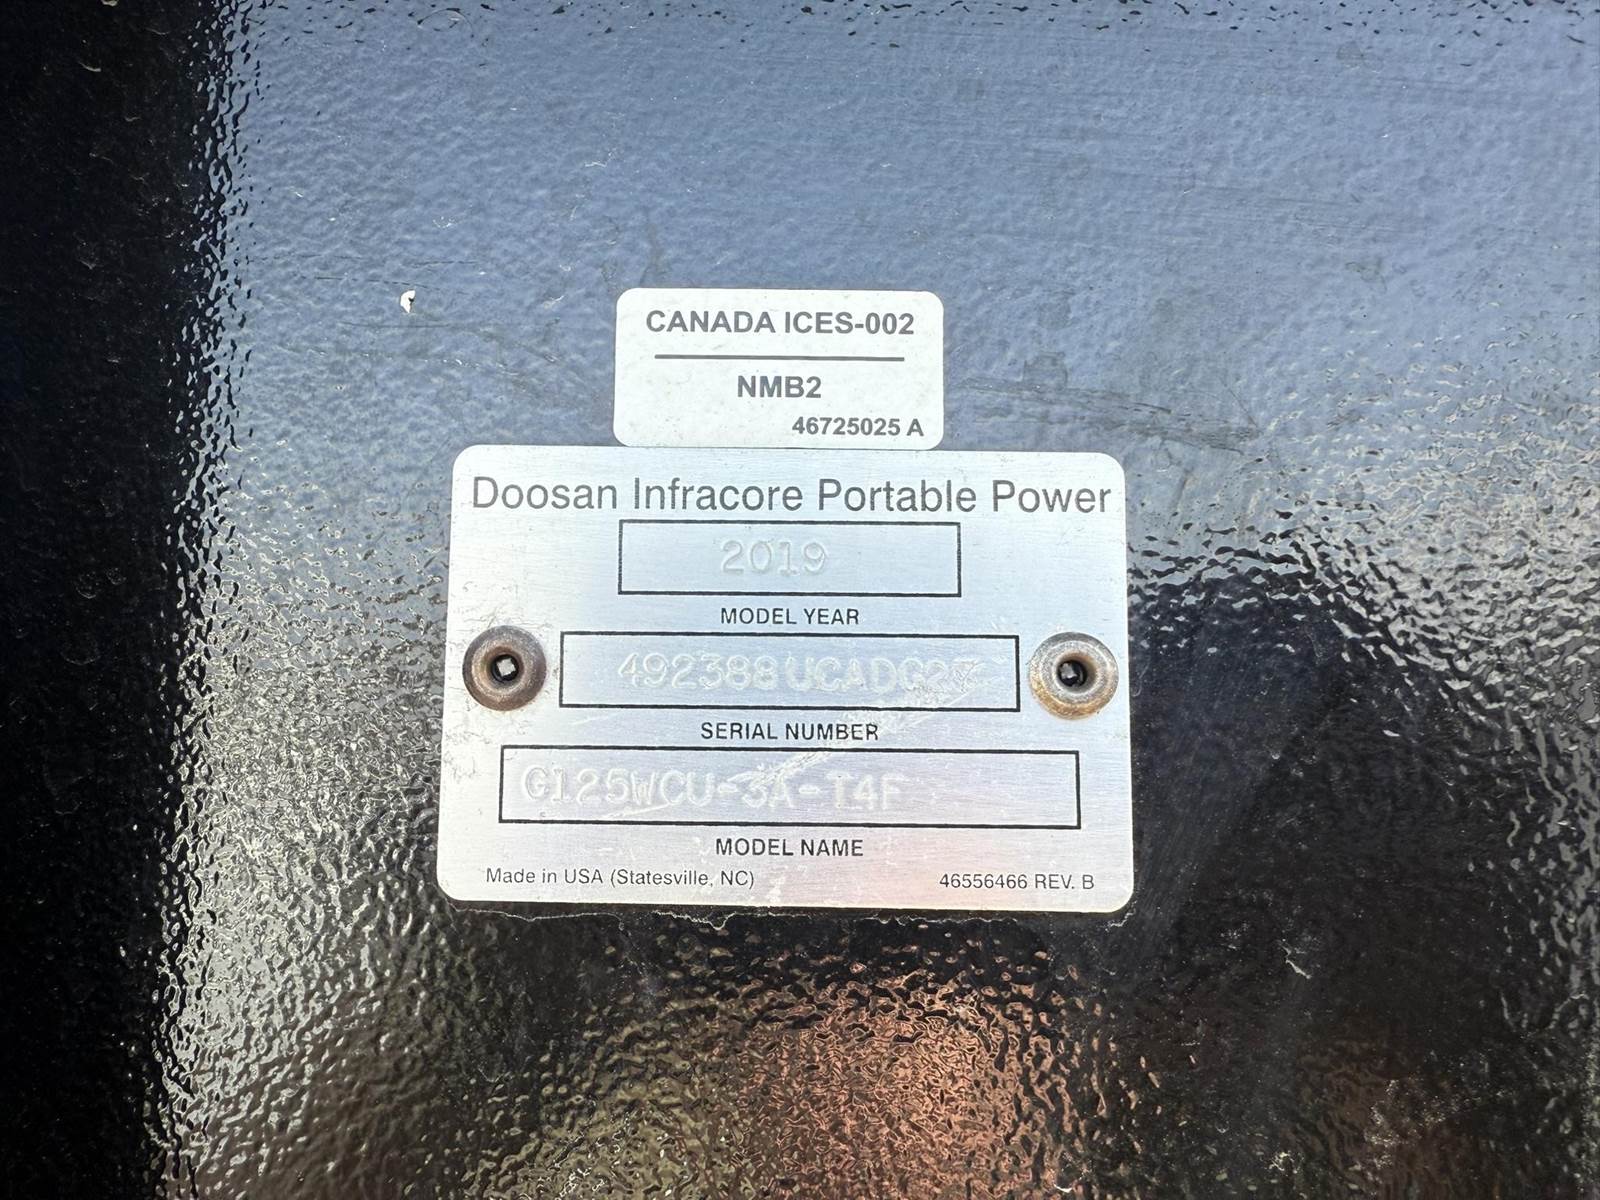 CANADA ICES-002
NMB2
46725025 A
Doosan Infracore Portable Power
2019
MODEL YEAR
SERIAL NUMBER
G125WCU-3A-T4F
MODEL NAME
Made in USA (Statesville, NC)
46556466 REV. B